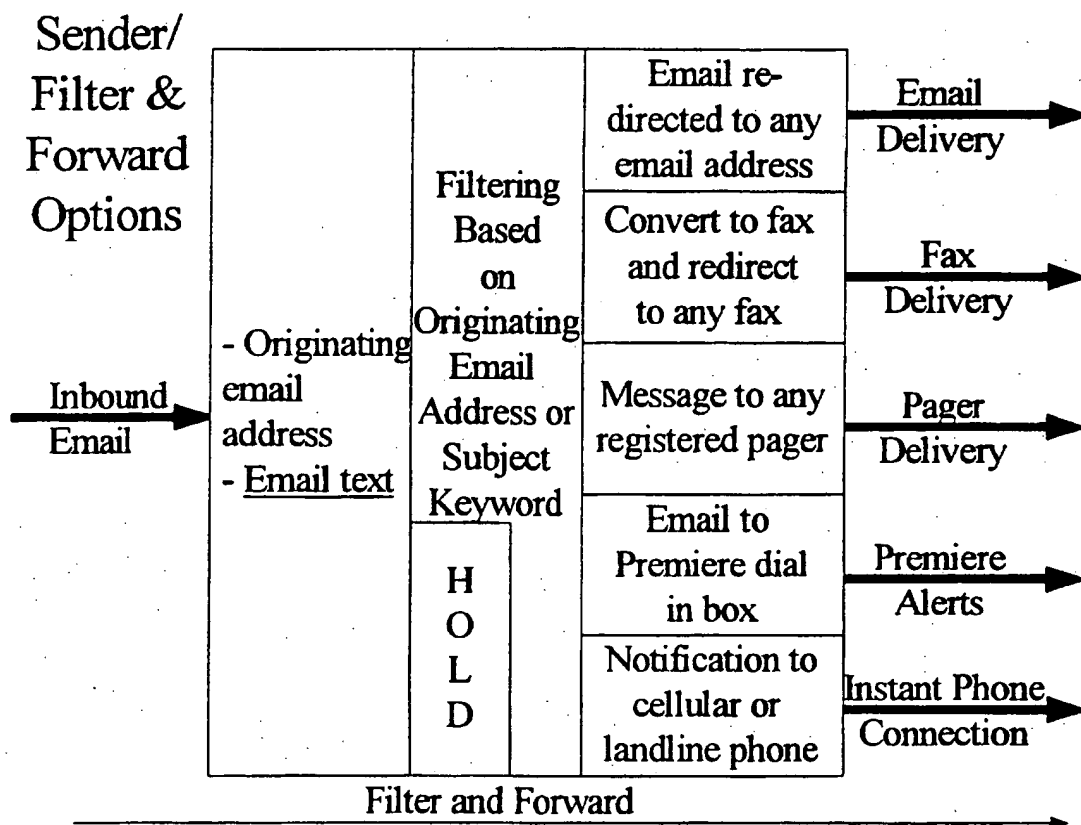 Sender/
Filter &
Forward
Options
Inbound
Email
- Originating
email
address
- Email text
Filtering
Based
on
Originating
Email
Address or
Subject
Keyword
H
O
L
D
Email re-
directed to any
email address
Convert to fax
and redirect
to any fax
Message to any
registered pager
Email to
Premiere dial
in box
Notification to
cellular or
landline phone
Email
Delivery
Fax
Delivery
Pager
Delivery
Premiere
Alerts
Instant Phone
Connection
Filter and Forward